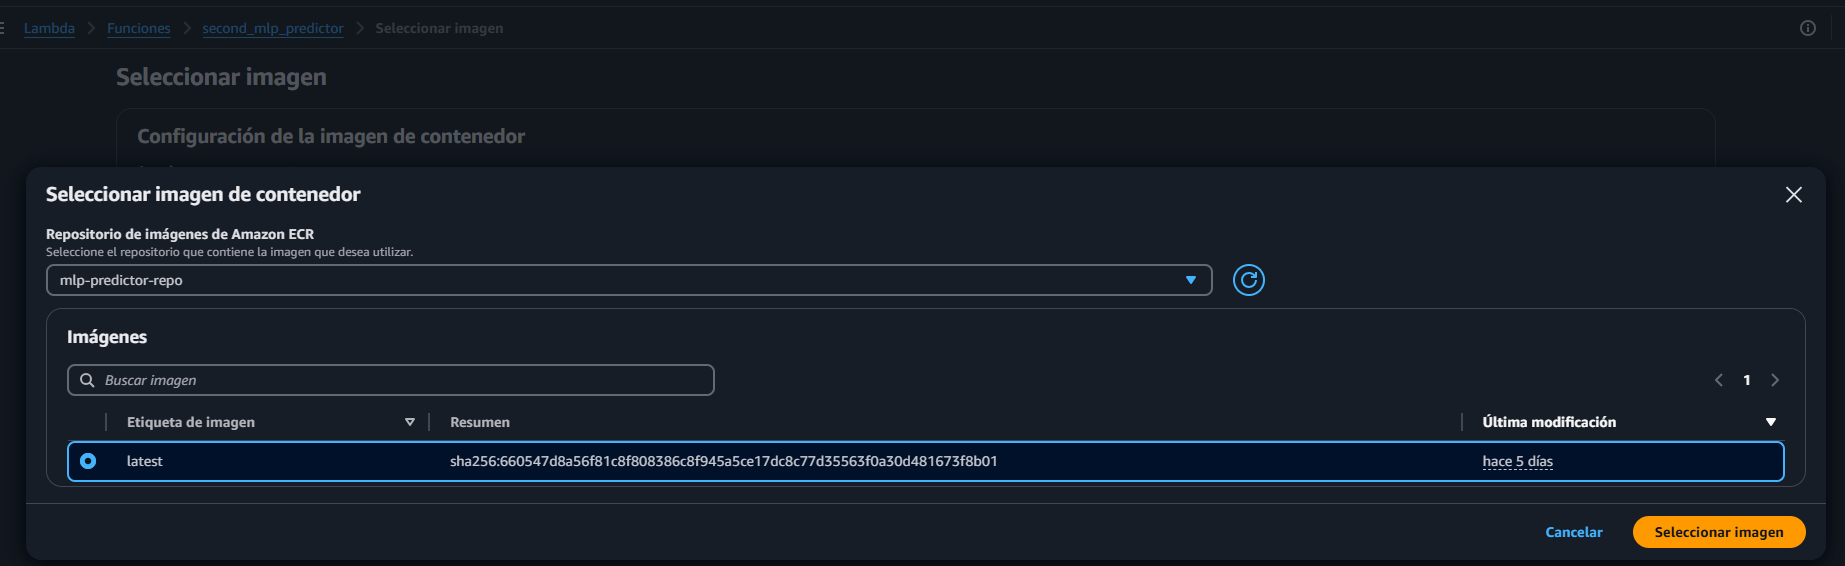 Lambda > Funciones > second_mlp_predictor > Seleccionar imagen
Seleccionar imagen
Configuración de la imagen de contenedor
Seleccionar imagen de contenedor
Repositorio de imágenes de Amazon ECR
Seleccione el repositorio que contiene la imagen que desea utilizar.
mlp-predictor-repo
Imágenes
Buscar imagen
1
Etiqueta de imagen Resumen Última modificación
latest sha256:660547d8a56f81c8f808386c8f945a5ce17dc8c77d35563f0a30d481673f8b01 hace 5 días
Cancelar Seleccionar imagen